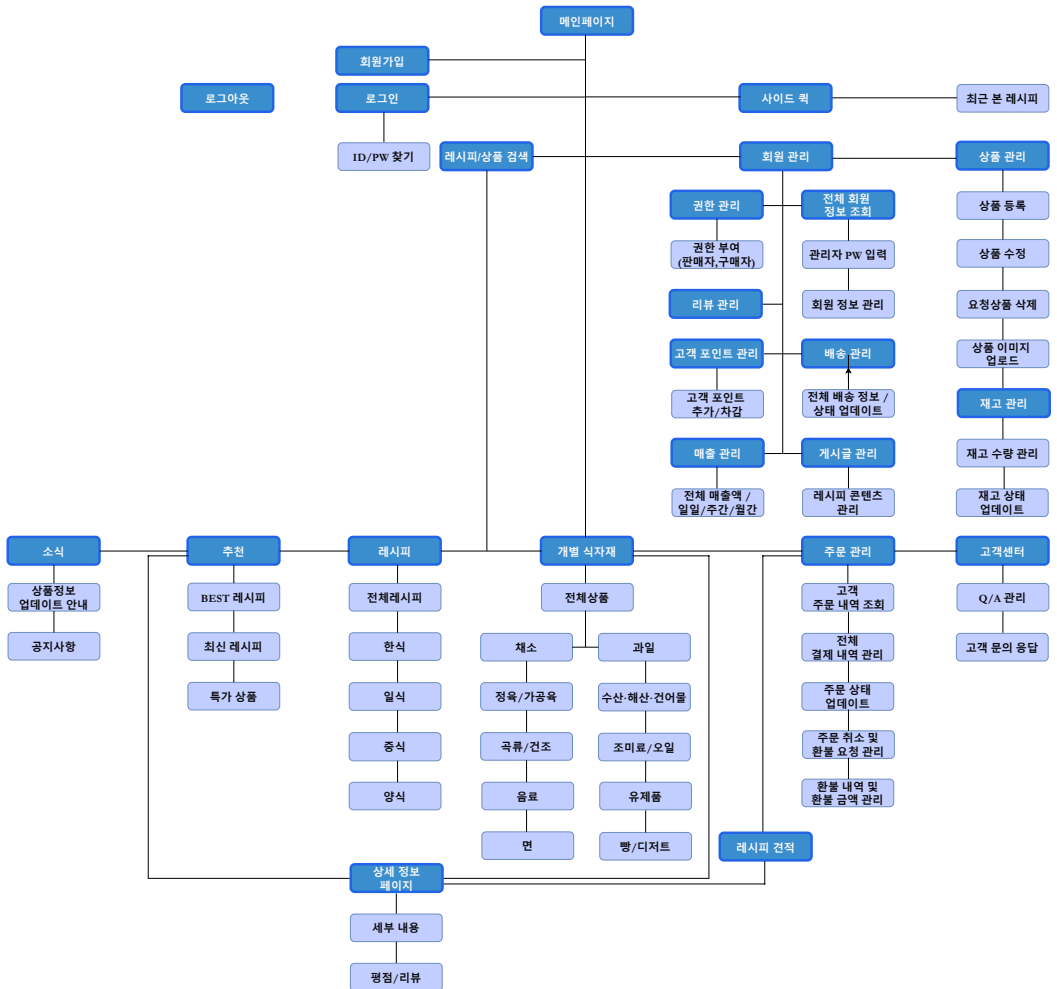 메인페이지
회원가입
로그아웃
로그인
사이드 퀵
최근 본 레시피
ID/PW 찾기
레시피/상품 검색
회원 관리
상품 관리
권한 관리
전체 회원
정보 조회
상품 등록
권한 부여
(판매자,구매자)
관리자 PW 입력
상품 수정
리뷰 관리
회원 정보 관리
요청상품 삭제
고객 포인트 관리
배송 관리
상품 이미지
업로드
고객 포인트
추가/차감
전체 배송 정보 /
상태 업데이트
재고 관리
매출 관리
게시글 관리
재고 수량 관리
전체 매출액 /
일일/주간/월간
레시피 콘텐츠
관리
재고 상태
업데이트
소식
추천
레시피
개별 식자재
주문 관리
고객센터
상품정보
업데이트 안내
BEST 레시피
전체레시피
전체상품
고객
주문 내역 조회
Q/A 관리
공지사항
최신 레시피
한식
채소
과일
전체
결제 내역 관리
고객 문의 응답
특가 상품
일식
정육/가공육
수산·해산·건어물
주문 상태
업데이트
중식
곡류/건조
조미료/오일
주문 취소 및
환불 요청 관리
양식
음료
유제품
환불 내역 및
환불 금액 관리
면
빵/디저트
레시피 견적
상세 정보
페이지
세부 내용
평점/리뷰